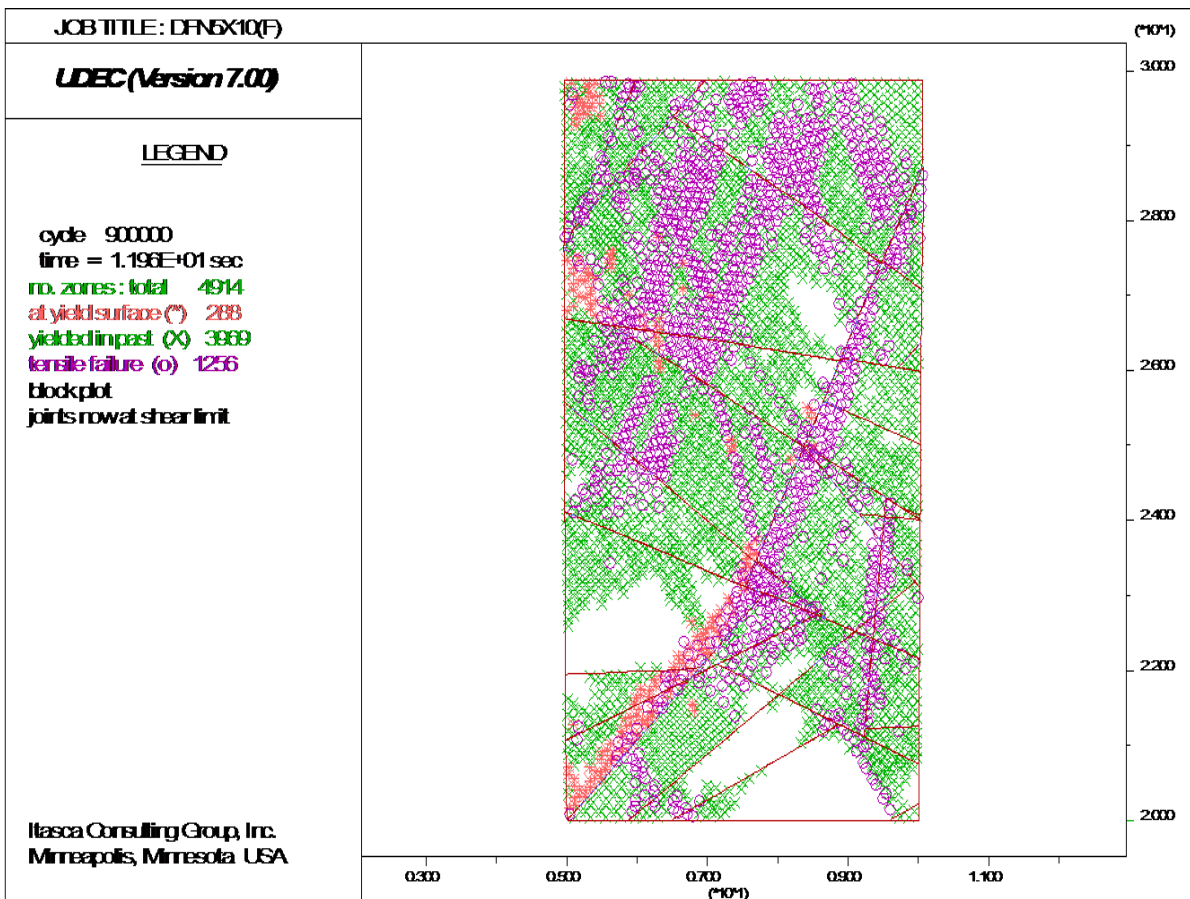 JOB TITLE : DFN5X10(F)
(*10^1)
UDEC (Version 7.00)
LEGEND
cycle 900000
time = 1.196E+01 sec
no. zones : total 4914
at yield surface (*) 288
yielded in past (X) 3969
tensile failure (o) 1256
block plot
joints now at shear limit
Itasca Consulting Group, Inc.
Minneapolis, Minnesota USA
3.000
2.800
2.600
2.400
2.200
2.000
0.300
0.500
0.700
0.900
1.100
(*10^1)